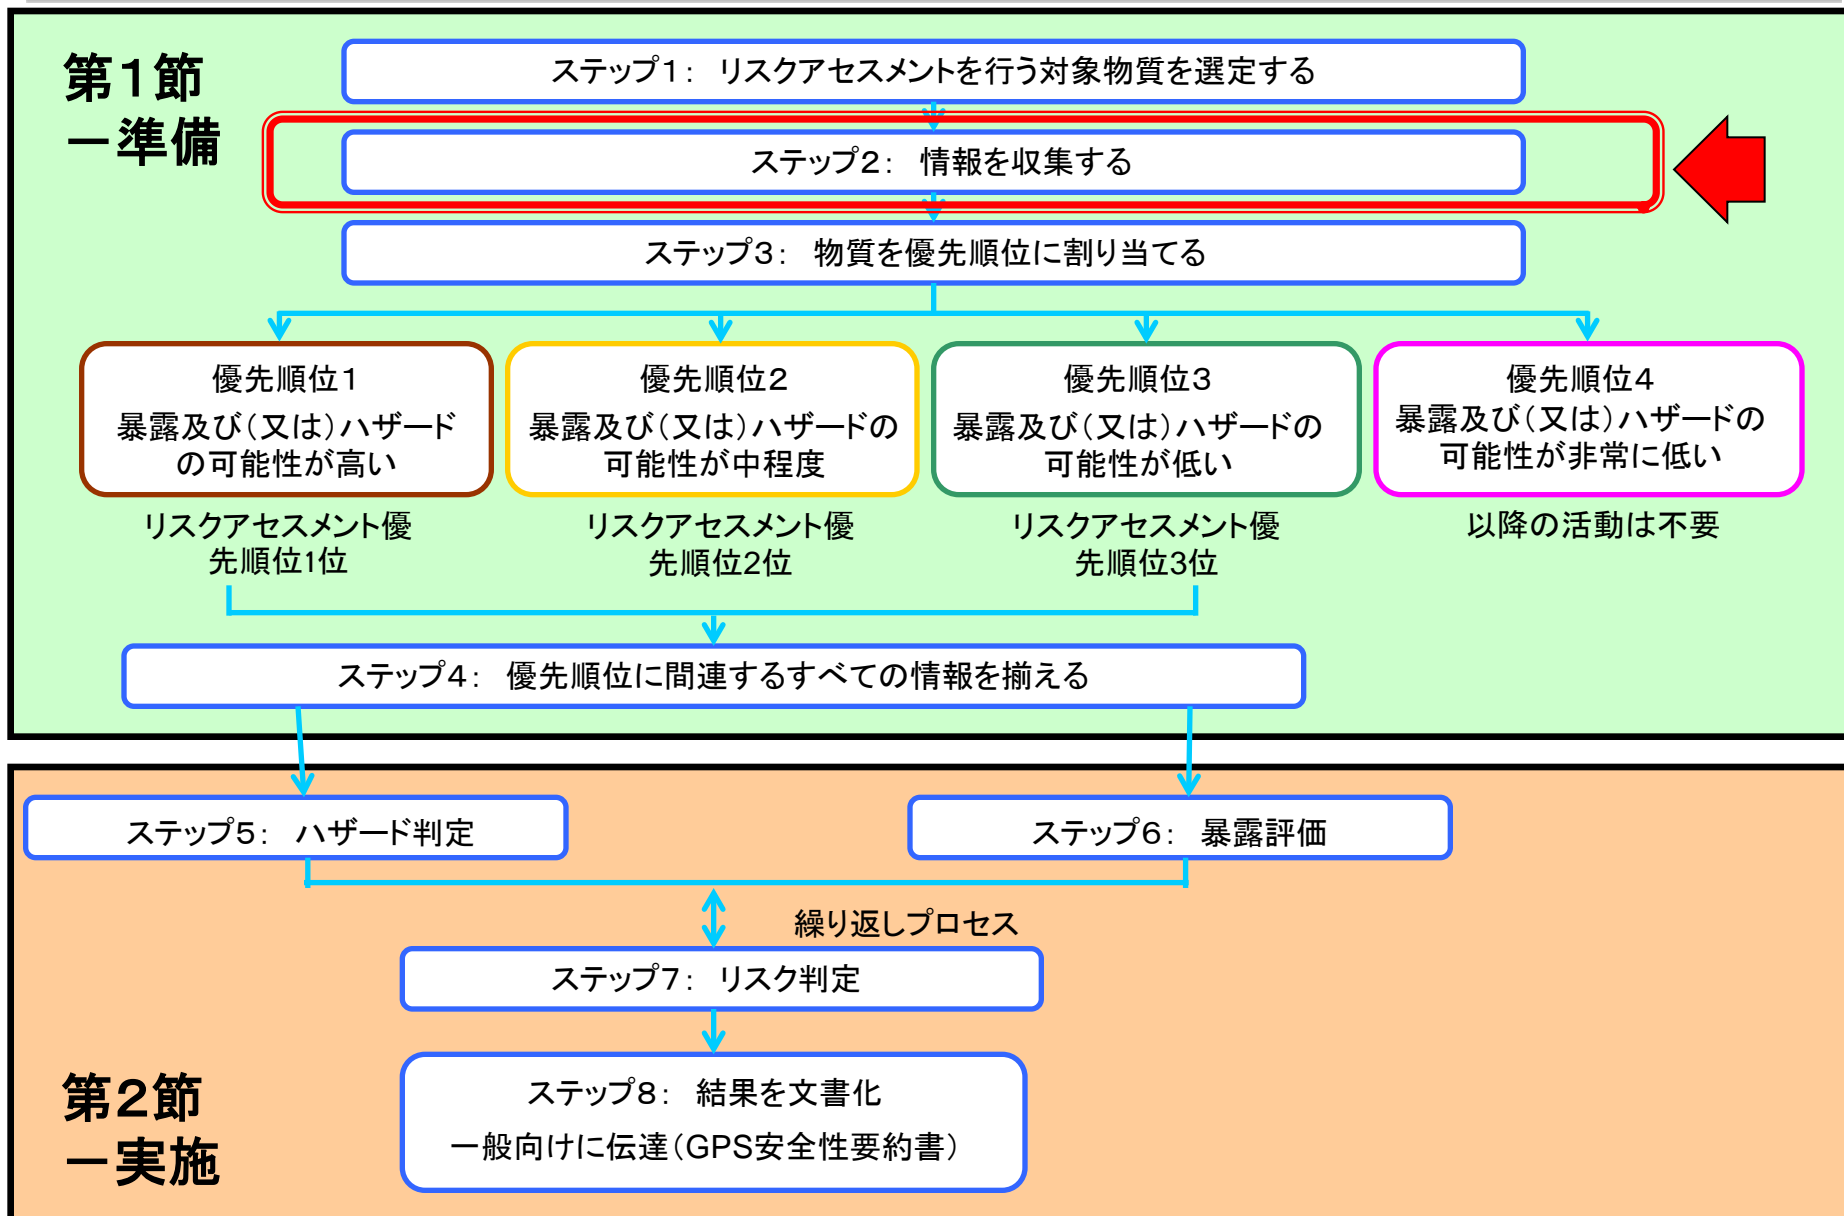 第1節
－準備
ステップ1： リスクアセスメントを行う対象物質を選定する
ステップ2： 情報を収集する
ステップ3： 物質を優先順位に割り当てる
優先順位1
暴露及び（又は）ハザード
の可能性が高い
優先順位2
暴露及び（又は）ハザードの
可能性が中程度
優先順位3
暴露及び（又は）ハザードの
可能性が低い
優先順位4
暴露及び（又は）ハザードの
可能性が非常に低い
リスクアセスメント優
先順位1位
リスクアセスメント優
先順位2位
リスクアセスメント優
先順位3位
以降の活動は不要
ステップ4： 優先順位に間連するすべての情報を揃える
ステップ5： ハザード判定
ステップ6： 暴露評価
繰り返しプロセス
ステップ7： リスク判定
第2節
－実施
ステップ8： 結果を文書化
一般向けに伝達（GPS安全性要約書）